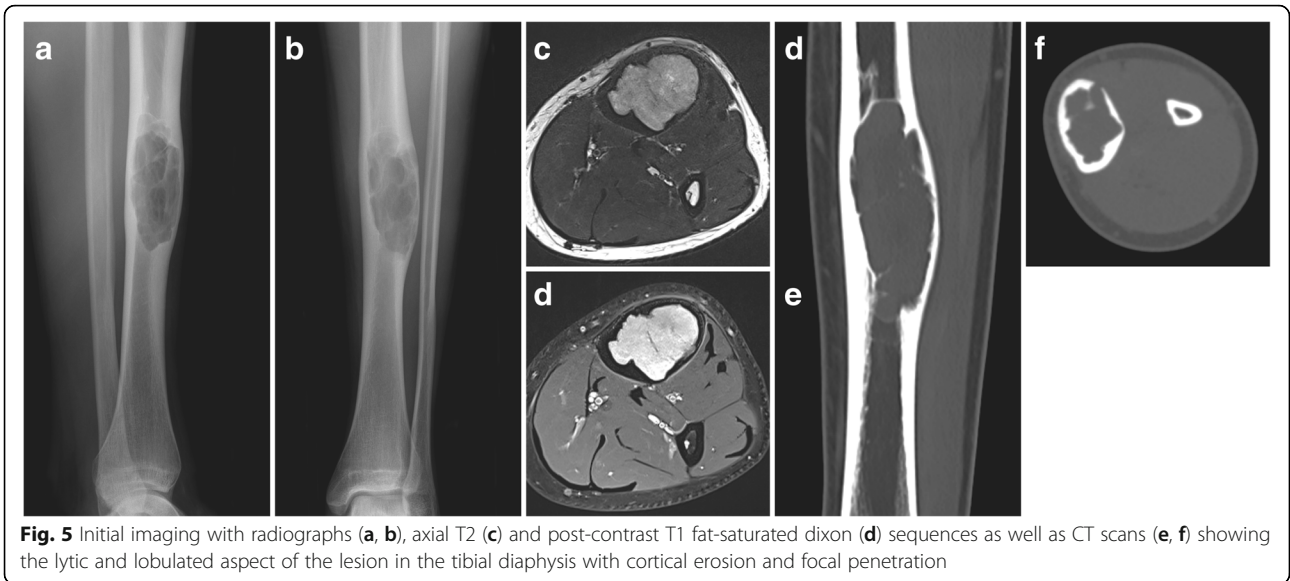 a
b
c
d
f
d
e
Fig. 5 Initial imaging with radiographs (a, b), axial T2 (c) and post-contrast T1 fat-saturated dixon (d) sequences as well as CT scans (e, f) showing
the lytic and lobulated aspect of the lesion in the tibial diaphysis with cortical erosion and focal penetration